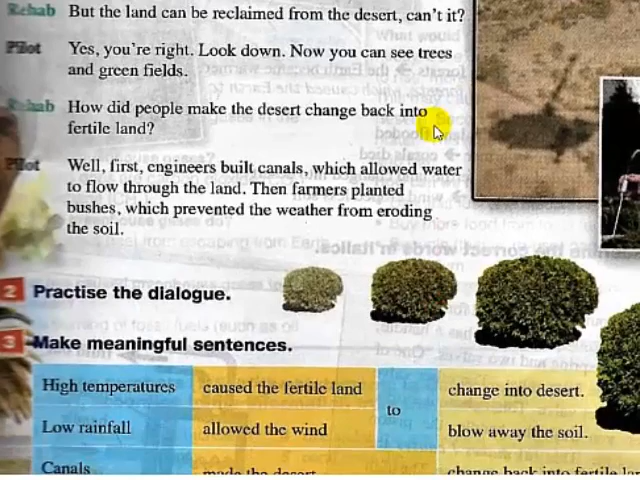 Rehab But the land can be reclaimed from the desert, can't it?
Pilot Yes, you're right. Look down. Now you can see trees
and green fields.
Rehab How did people make the desert change back into
fertile land?
Pilot Well, first, engineers built canals, which allowed water
to flow through the land. Then farmers planted
bushes, which prevented the weather from eroding
the soil.
2 Practise the dialogue.
3 Make meaningful sentences.
High temperatures caused the fertile land to change into desert.
Low rainfall allowed the wind blow away the soil.
Canals made the desert change back into fertile